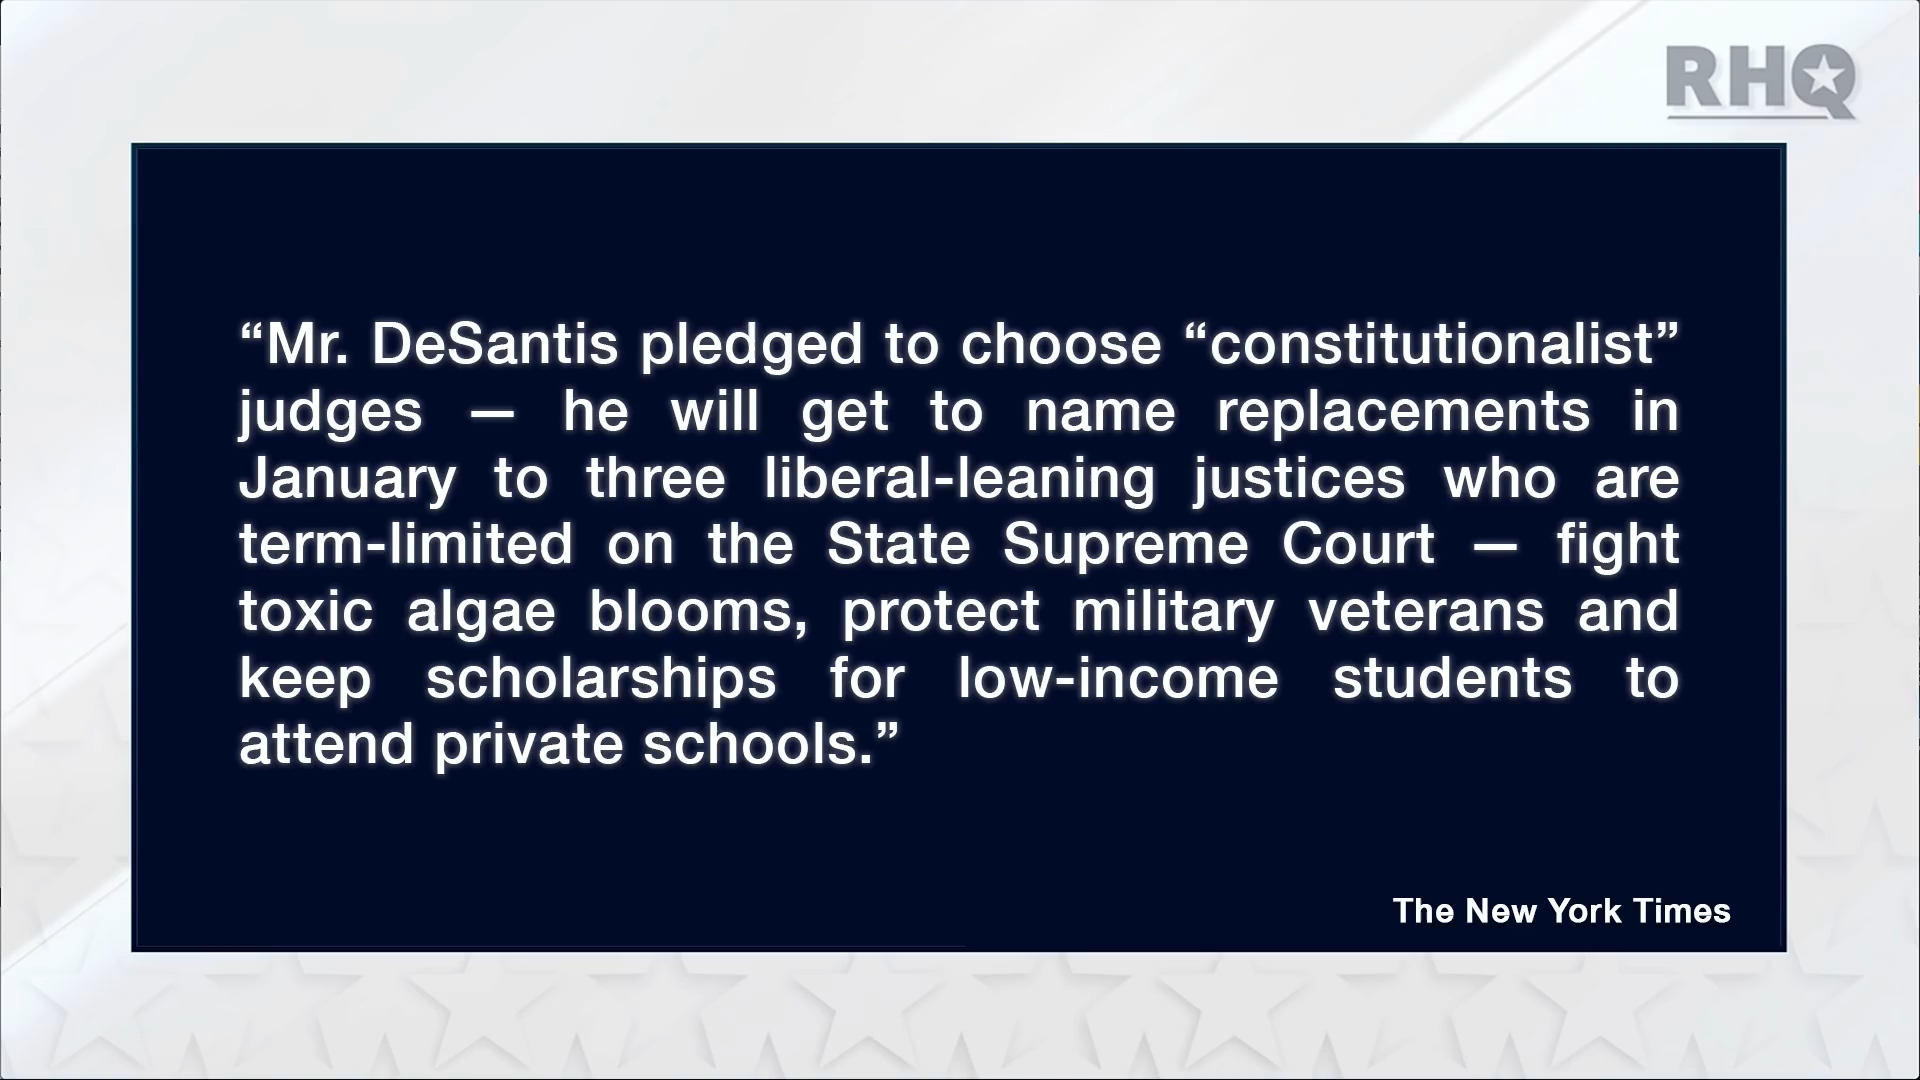 RHQ
“Mr. DeSantis pledged to choose “constitutionalist”
judges — he will get to name replacements in
January to three liberal-leaning justices who are
term-limited on the State Supreme Court — fight
toxic algae blooms, protect military veterans and
keep scholarships for low-income students to
attend private schools.”
The New York Times